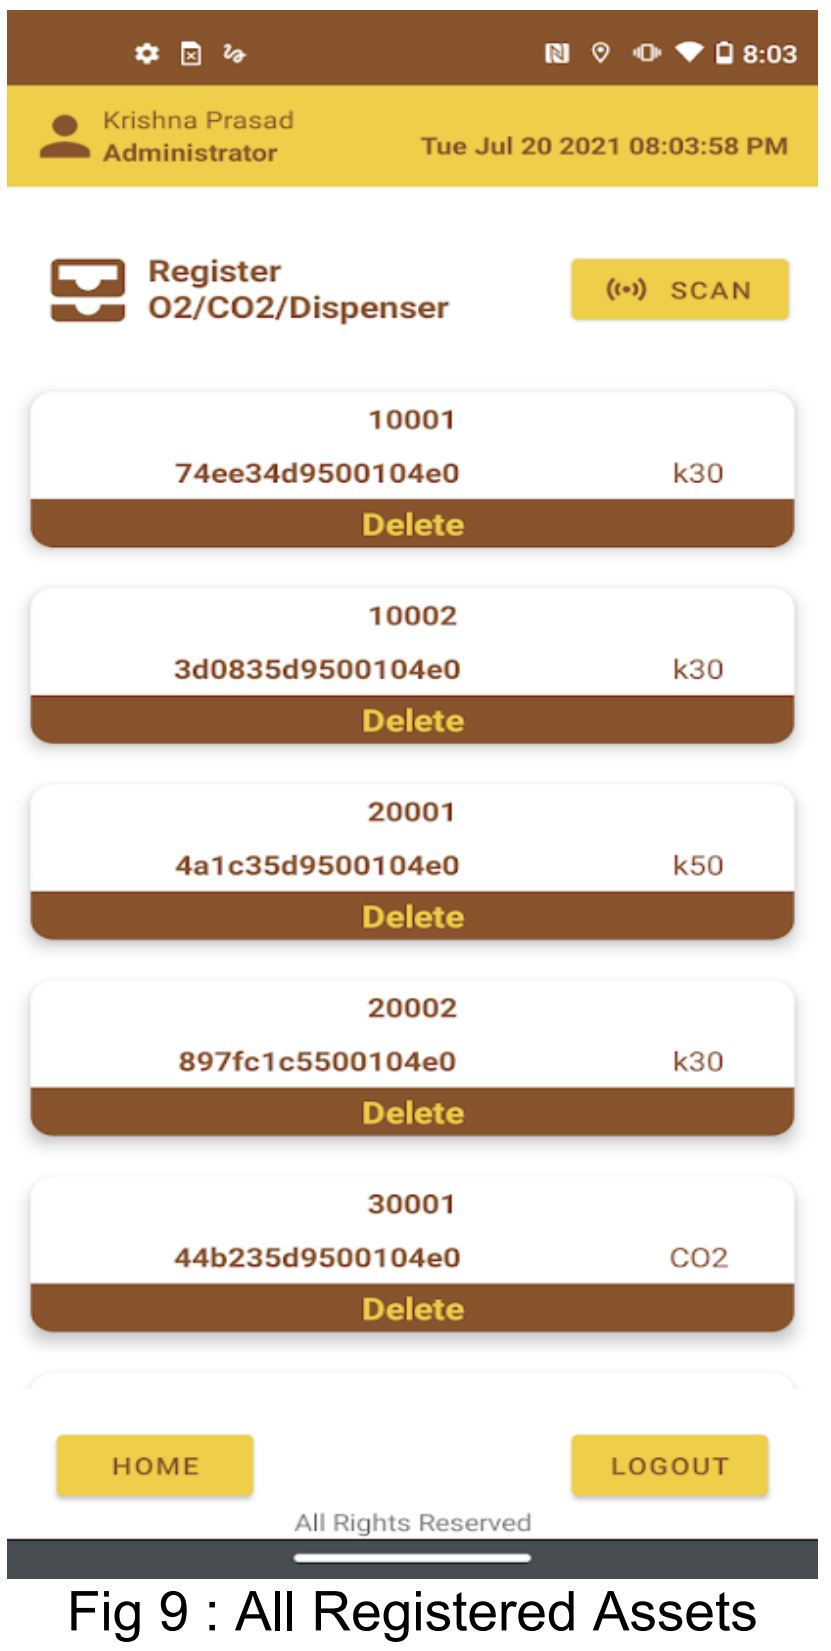 8:03
Krishna Prasad
Administrator
Tue Jul 20 2021 08:03:58 PM
Register
O2/CO2/Dispenser
SCAN
10001
74ee34d9500104e0 k30
Delete
10002
3d0835d9500104e0 k30
Delete
20001
4a1c35d9500104e0 k50
Delete
20002
897fc1c5500104e0 k30
Delete
30001
44b235d9500104e0 CO2
Delete
HOME LOGOUT
All Rights Reserved
Fig 9 : All Registered Assets